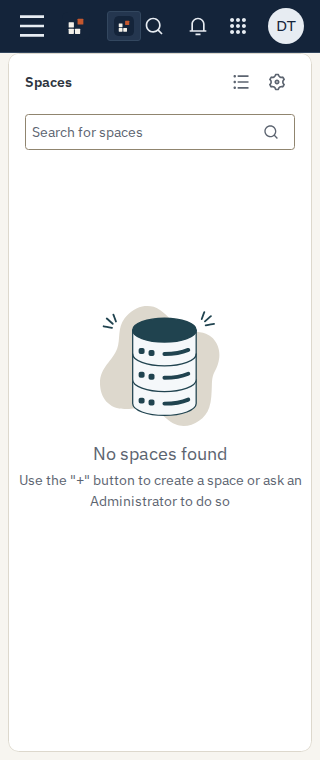 DT
Spaces
Search for spaces
No spaces found
Use the "+" button to create a space or ask an
Administrator to do so